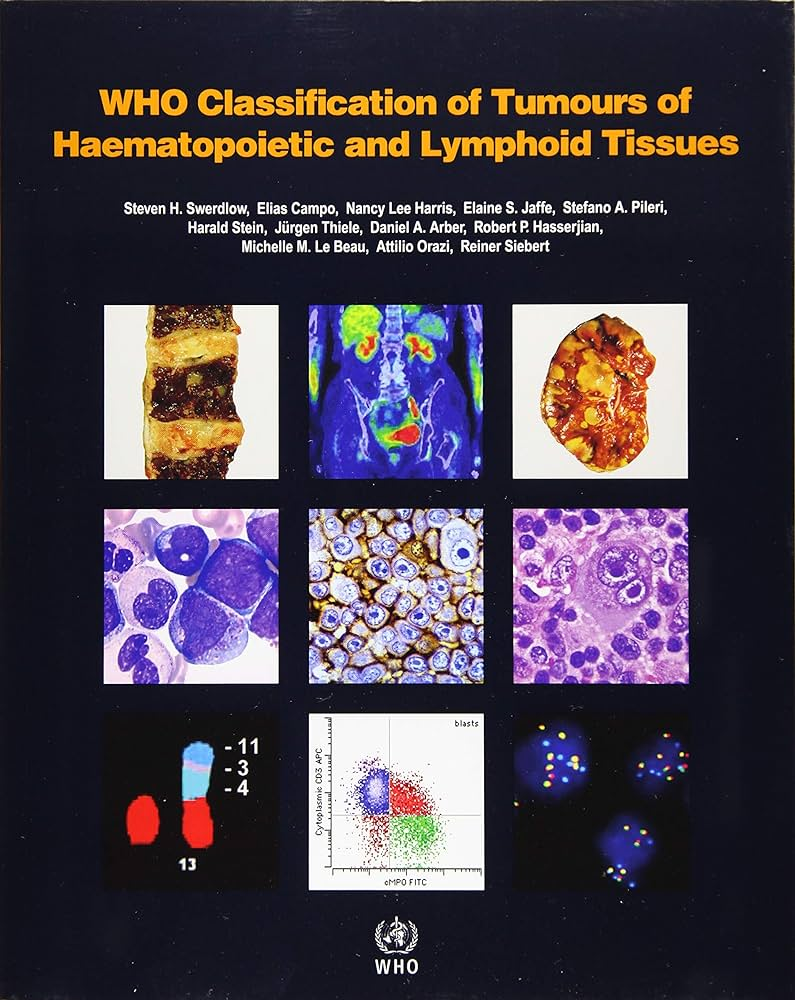 WHO Classification of Tumours of
Haematopoietic and Lymphoid Tissues
Steven H. Swerdlow, Elias Campo, Nancy Lee Harris, Elaine S. Jaffe, Stefano A. Pileri,
Harald Stein, Jürgen Thiele, Daniel A. Arber, Robert P. Hasserjian,
Michelle M. Le Beau, Attilio Orazi, Reiner Siebert
- 11
- 3
- 4
13
blasts
Cytoplasmic CD3 APC
cMPO FITC
WHO